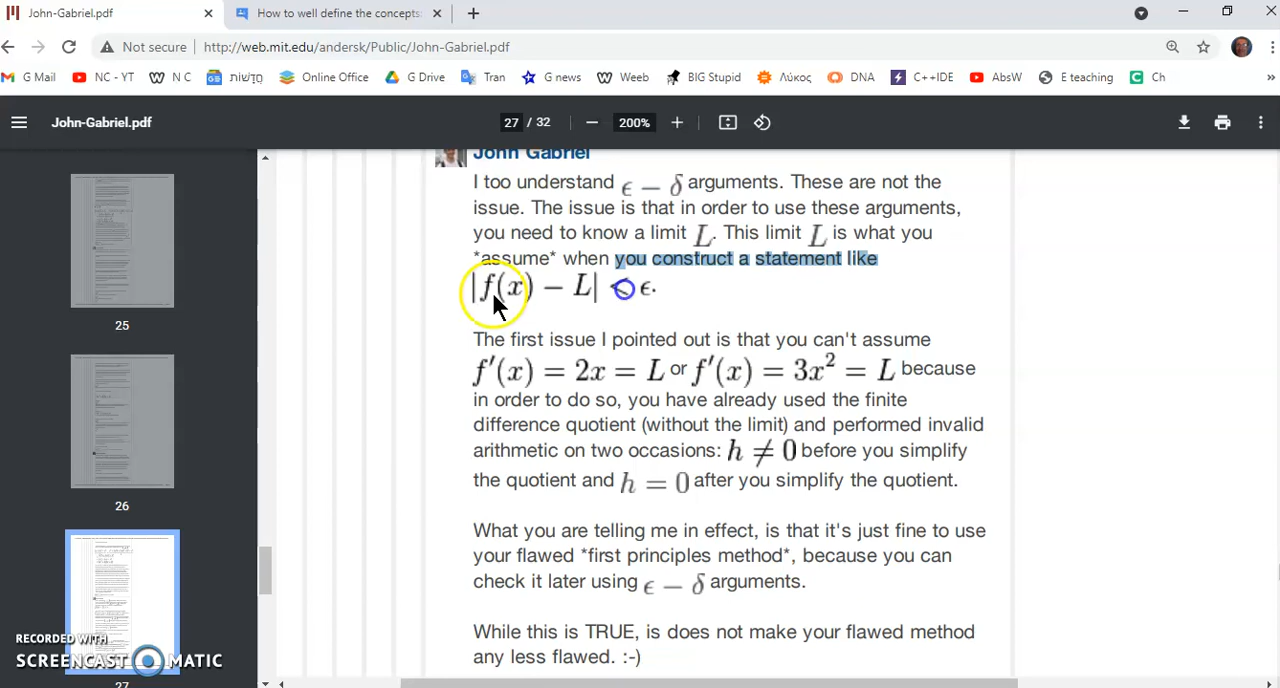 John-Gabriel.pdf
How to well define the concepts:
Not secure
http://web.mit.edu/andersk/Public/John-Gabriel.pdf
G Mail
NC - YT
N C
חֲדָשׁוֹת
Online Office
G Drive
Tran
G news
Weeb
BIG Stupid
Λύκος
DNA
C++IDE
AbsW
E teaching
Ch
»
John-Gabriel.pdf
27 / 32
200%
25
26
27
John Gabriel
I too understand ϵ − δ arguments. These are not the
issue. The issue is that in order to use these arguments,
you need to know a limit L. This limit L is what you
*assume* when you construct a statement like
|f(x) − L| < ϵ.
The first issue I pointed out is that you can't assume
f′(x) = 2x = L or f′(x) = 3x² = L because
in order to do so, you have already used the finite
difference quotient (without the limit) and performed invalid
arithmetic on two occasions: h ≠ 0 before you simplify
the quotient and h = 0 after you simplify the quotient.
What you are telling me in effect, is that it's just fine to use
your flawed *first principles method*, because you can
check it later using ϵ − δ arguments.
While this is TRUE, is does not make your flawed method
any less flawed. :-)
RECORDED WITH
SCREENCAST MATIC